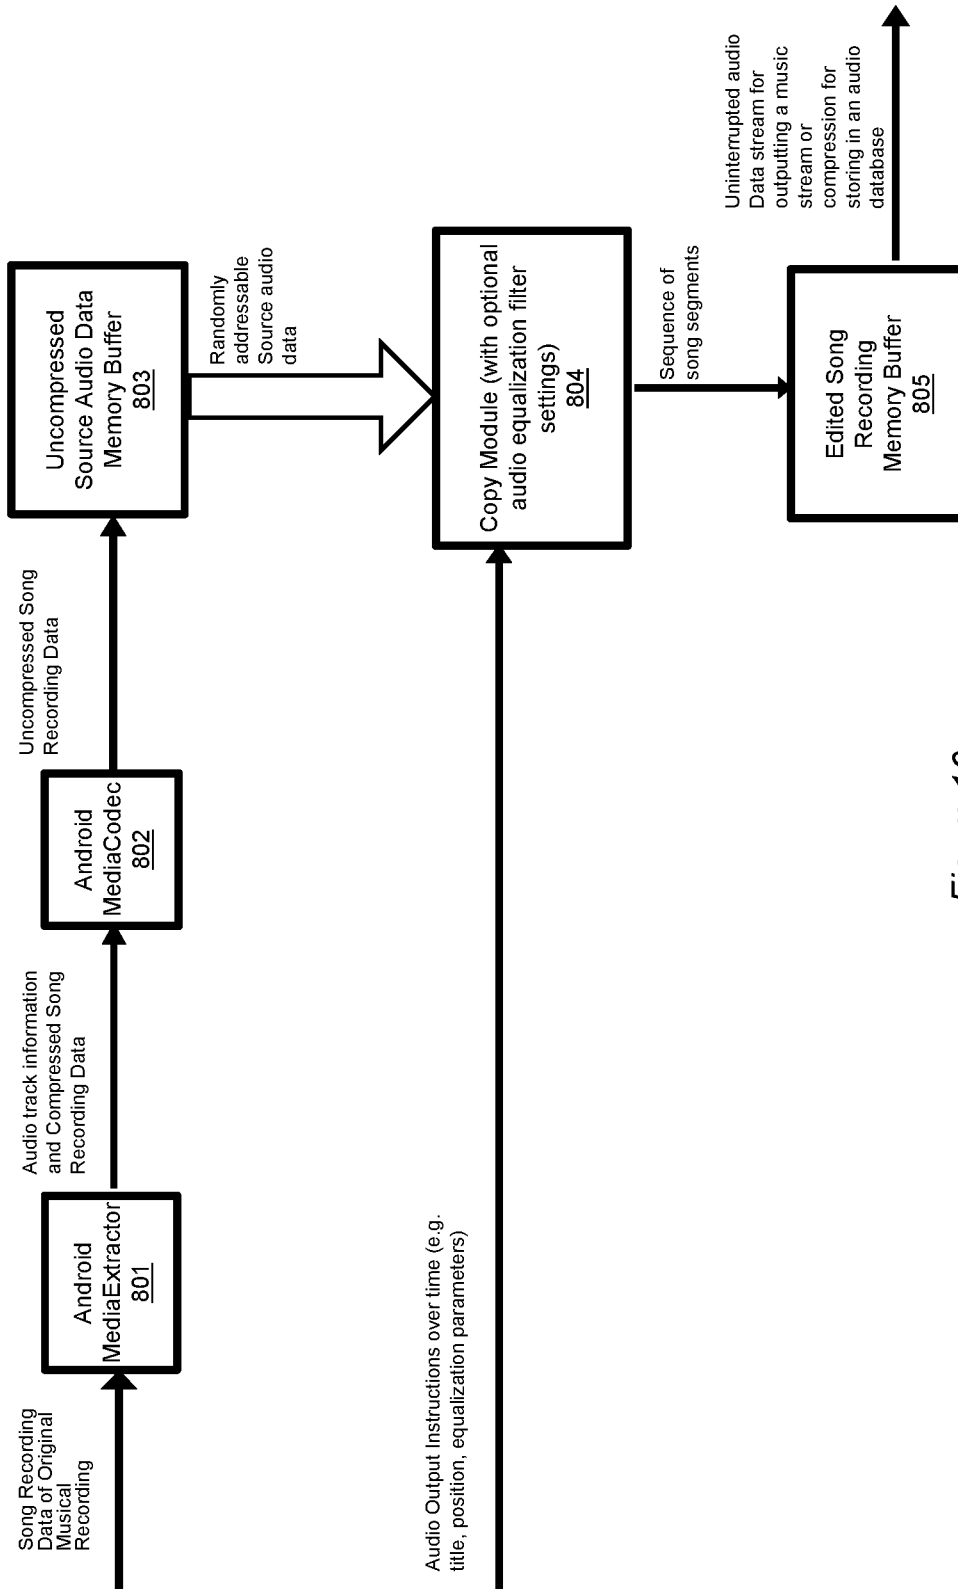 Song Recording
Data of Original
Musical
Recording
Android
MediaExtractor
801
Audio track information
and Compressed Song
Recording Data
Android
MediaCodec
802
Uncompressed Song
Recording Data
Uncompressed
Source Audio Data
Memory Buffer
803
Randomly
addressable
Source audio
data
Audio Output Instructions over time (e.g.
title, position, equalization parameters)
Copy Module (with optional
audio equalization filter
settings)
804
Sequence of
song segments
Edited Song
Recording
Memory Buffer
805
Uninterrupted audio
Data stream for
outputting a music
stream or
compression for
storing in an audio
database